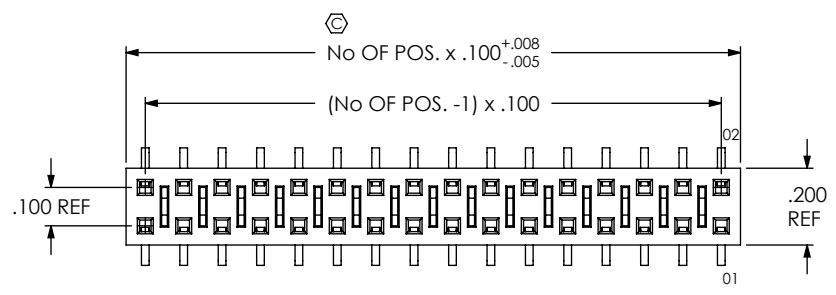 C
No OF POS. x .100 +.008 -.005
(No OF POS. -1) x .100
02
.100 REF
.200
REF
01